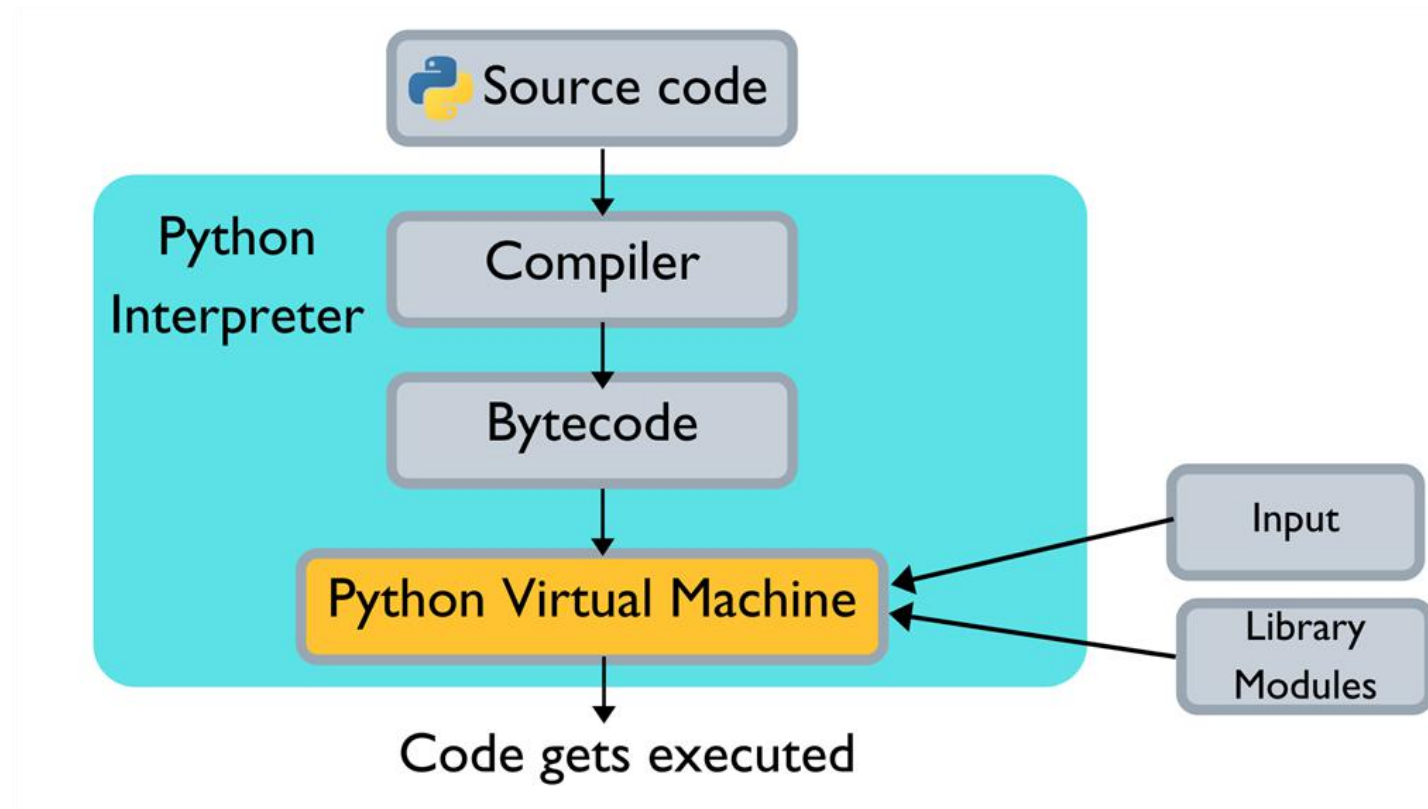 Source code
Python
Interpreter
Compiler
Bytecode
Python Virtual Machine
Input
Library
Modules
Code gets executed